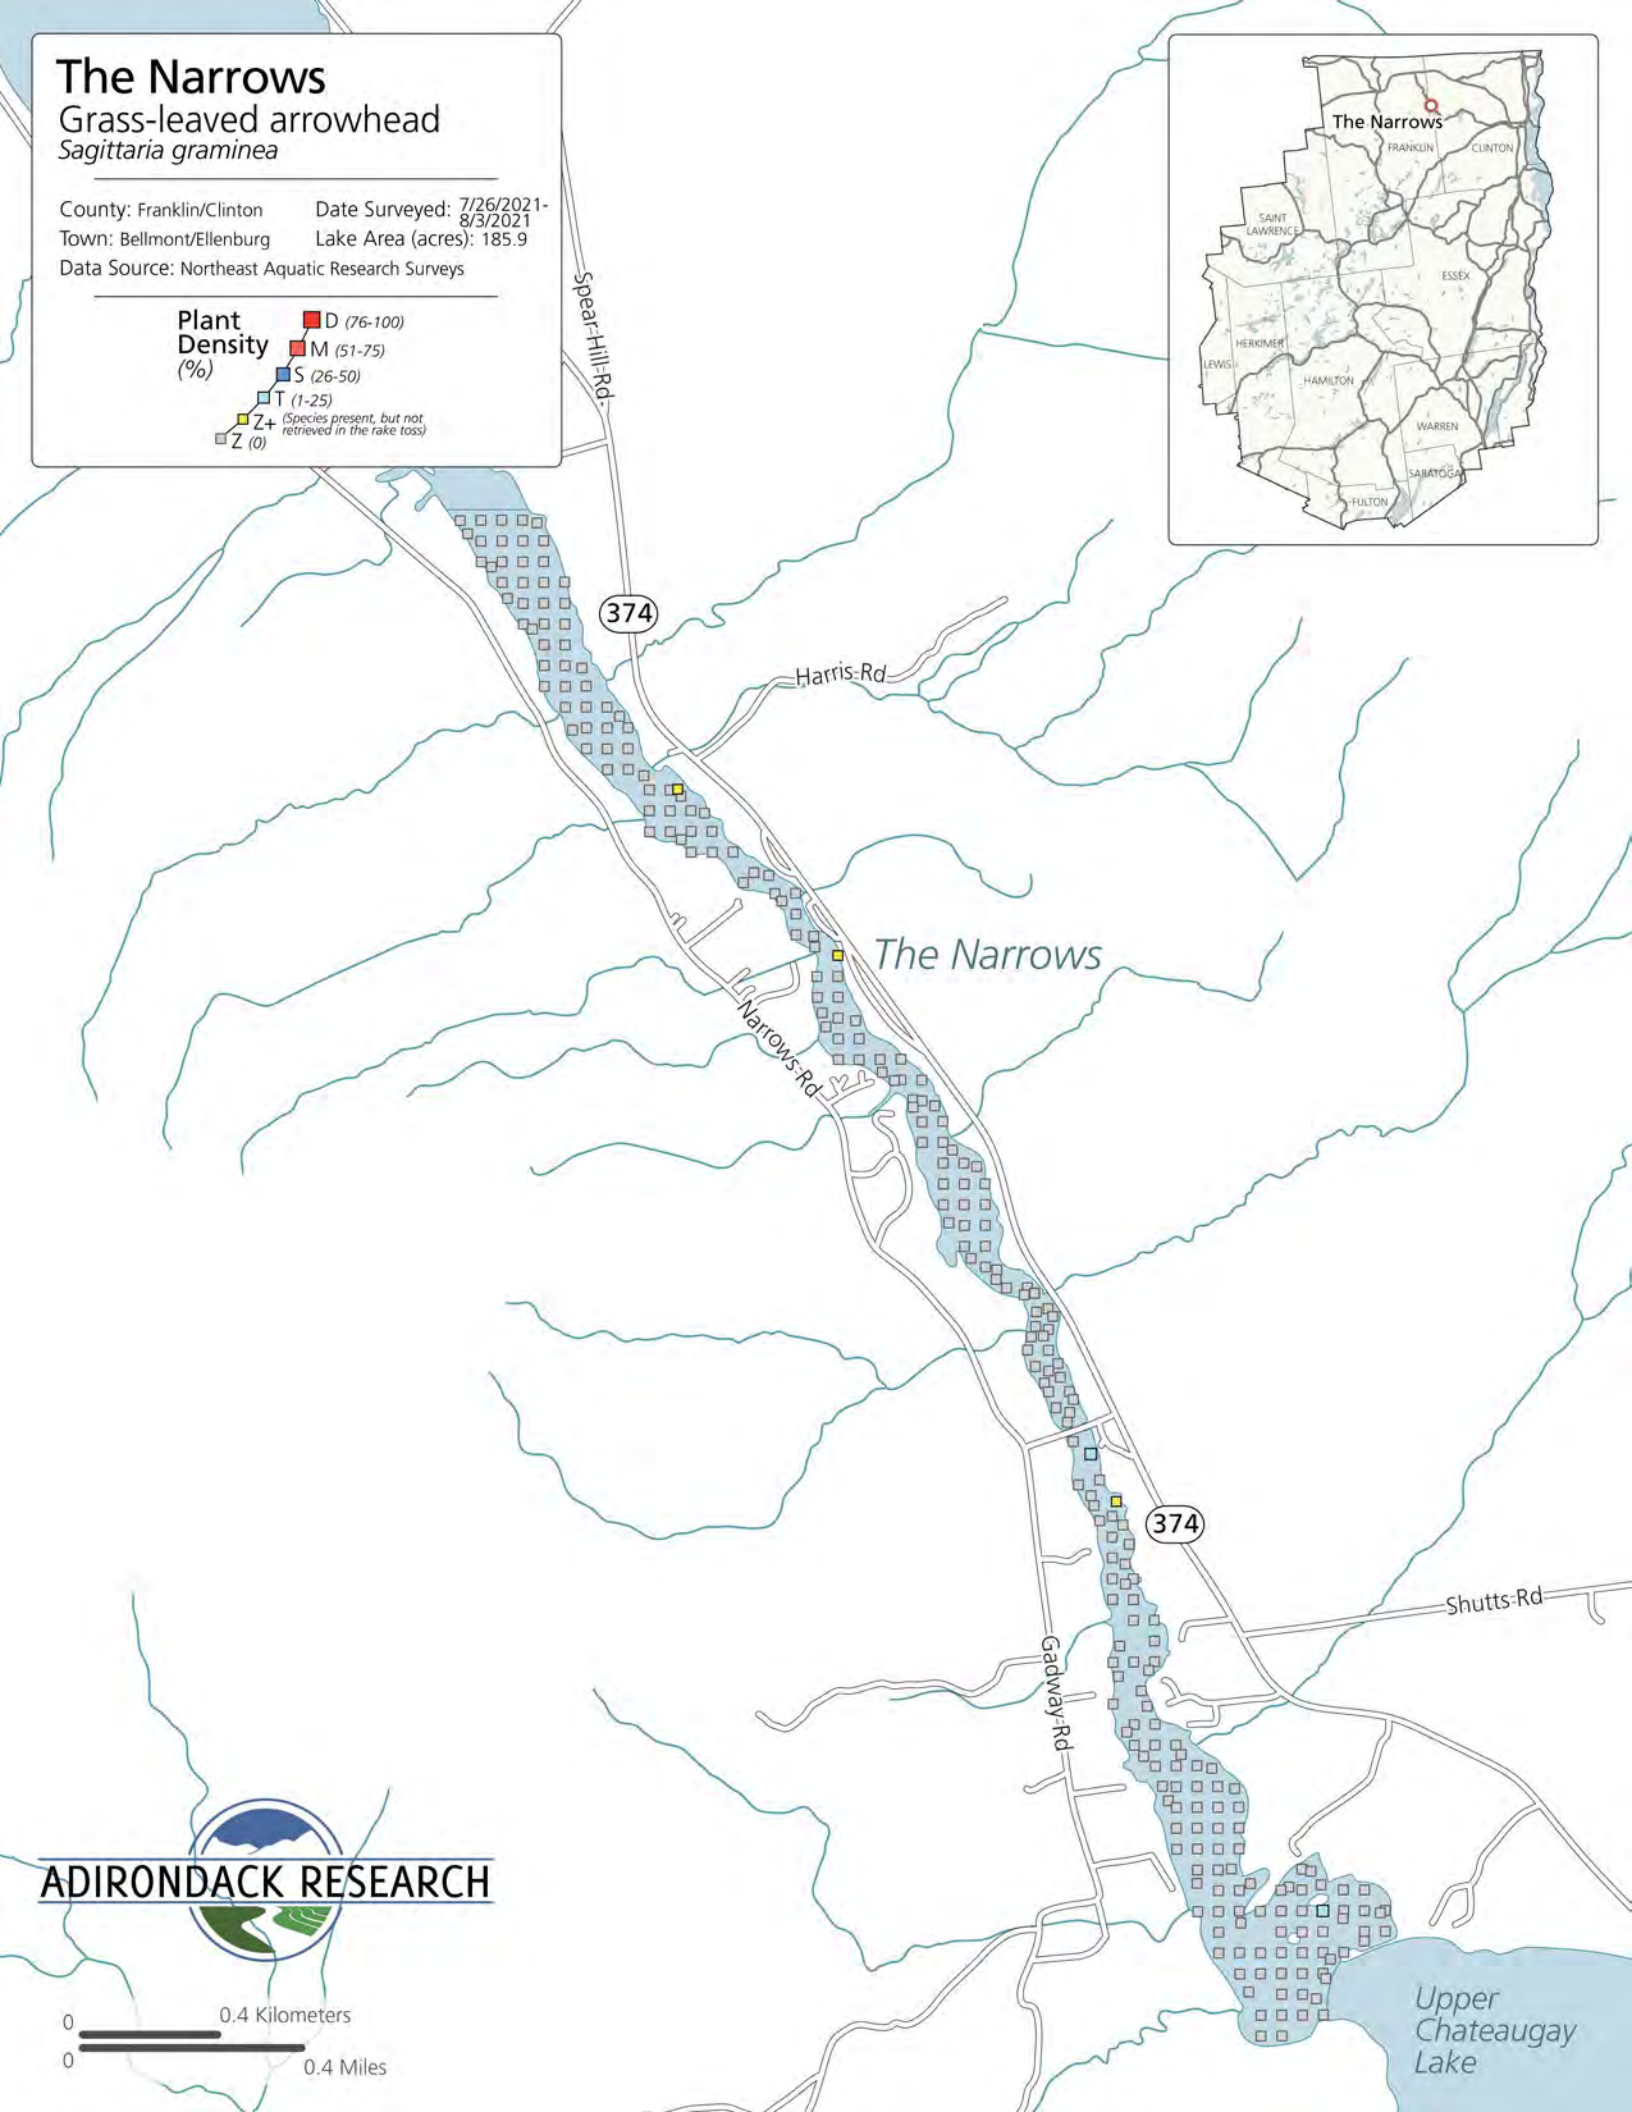 The Narrows
Grass-leaved arrowhead
Sagittaria graminea
County: Franklin/Clinton
Date Surveyed: 7/26/2021-
8/3/2021
Town: Bellmont/Ellenburg
Lake Area (acres): 185.9
Data Source: Northeast Aquatic Research Surveys
Plant
Density
(%)
D (76-100)
M (51-75)
S (26-50)
T (1-25)
Z+ (Species present, but not
retrieved in the rake toss)
Z (0)
The Narrows
FRANKLIN
CLINTON
SAINT
LAWRENCE
ESSEX
HERKIMER
LEWIS
HAMILTON
WARREN
SARATOGA
FULTON
Spear-Hill-Rd-
374
Harris-Rd
The Narrows
Narrows-Rd
374
Shutts-Rd
Gadway-Rd
ADIRONDACK RESEARCH
0
0.4 Kilometers
0
0.4 Miles
Upper
Chateaugay
Lake